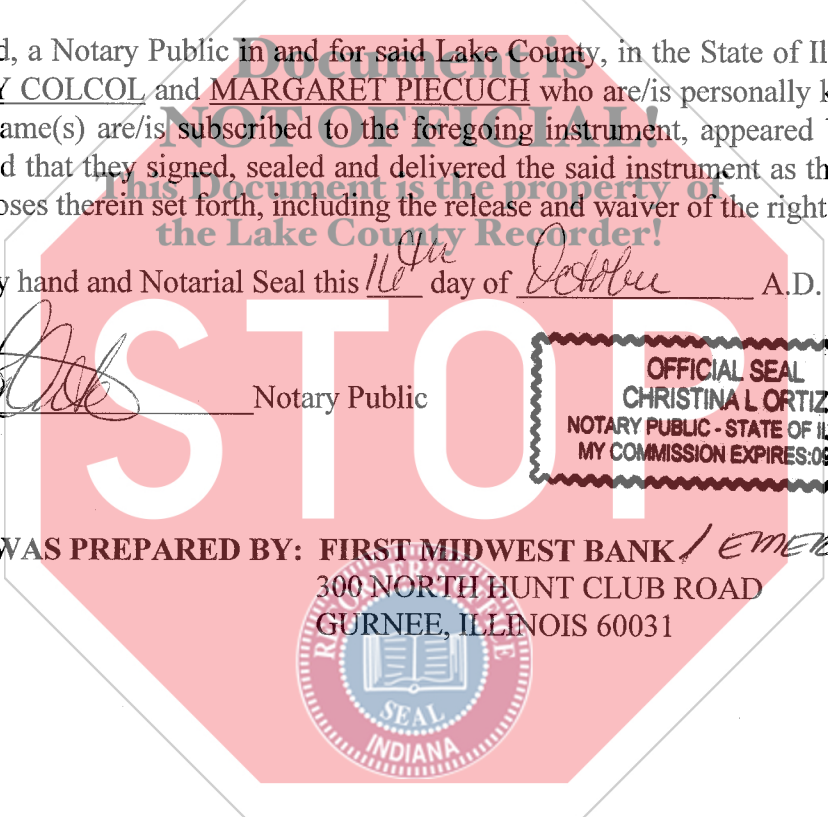 d, a Notary Public in and for said Lake County, in the State of Il
Y COLCOL and MARGARET PIECUCH who are/is personally k
ame(s) are/is subscribed to the foregoing instrument, appeared
d that they signed, sealed and delivered the said instrument as th
oses therein set forth, including the release and waiver of the right
y hand and Notarial Seal this 16th day of October A.D.
Notary Public
OFFICIAL SEAL
CHRISTINA L ORTIZ
NOTARY PUBLIC - STATE OF IL
MY COMMISSION EXPIRES:09
WAS PREPARED BY: FIRST MIDWEST BANK / EMER
300 NORTH HUNT CLUB ROAD
GURNEE, ILLINOIS 60031
Document is
NOT OFFICIAL!
This Document is the property of
the Lake County Recorder!
STOP
RECORDER'S OFFICE
SEAL
INDIANA